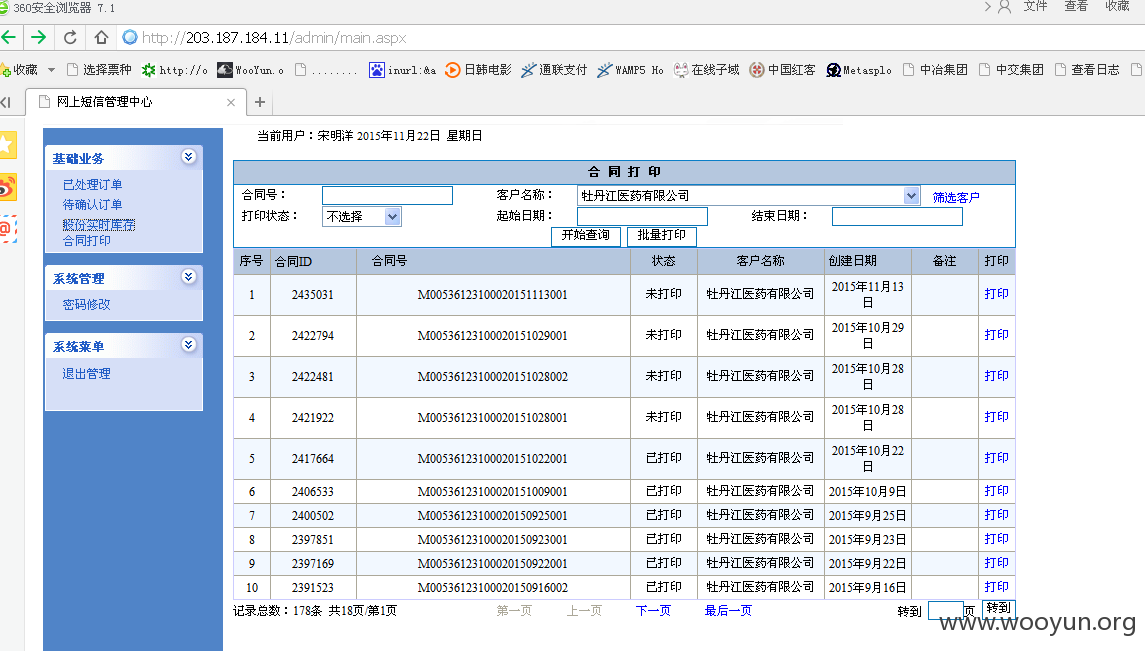 360安全浏览器 7.1 文件 查看 收藏
http://203.187.184.11/admin/main.aspx
收藏 选择票种 http://o WooYun.o ........ inurl:&a 日韩电影 通联支付 WAMP5 Ho 在线子域 中国红客 Metasplo 中冶集团 中交集团 查看日志
网上短信管理中心
当前用户：宋明洋 2015年11月22日 星期日
基础业务
已处理订单
待确认订单
股份实时库存
合同打印
系统管理
密码修改
系统菜单
退出管理
合 同 打 印
合同号： 客户名称： 牡丹江医药有限公司 筛选客户
打印状态： 不选择 起始日期： 结束日期：
开始查询 批量打印
序号 合同ID 合同号 状态 客户名称 创建日期 备注 打印
1 2435031 M00536123100020151113001 未打印 牡丹江医药有限公司 2015年11月13日 打印
2 2422794 M00536123100020151029001 未打印 牡丹江医药有限公司 2015年10月29日 打印
3 2422481 M00536123100020151028002 未打印 牡丹江医药有限公司 2015年10月28日 打印
4 2421922 M00536123100020151028001 未打印 牡丹江医药有限公司 2015年10月28日 打印
5 2417664 M00536123100020151022001 已打印 牡丹江医药有限公司 2015年10月22日 打印
6 2406533 M00536123100020151009001 已打印 牡丹江医药有限公司 2015年10月9日 打印
7 2400502 M00536123100020150925001 已打印 牡丹江医药有限公司 2015年9月25日 打印
8 2397851 M00536123100020150923001 已打印 牡丹江医药有限公司 2015年9月23日 打印
9 2397169 M00536123100020150922001 已打印 牡丹江医药有限公司 2015年9月22日 打印
10 2391523 M00536123100020150916002 已打印 牡丹江医药有限公司 2015年9月16日 打印
记录总数：178条 共18页/第1页 第一页 上一页 下一页 最后一页 转到 页 转到
www.wooyun.org